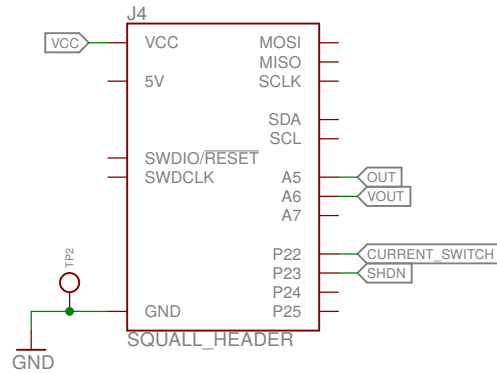 J4
VCC
VCC
MOSI
MISO
5V
SCLK
SDA
SCL
SWDIO/RESET
SWDCLK
A5
OUT
A6
VOUT
A7
P22
CURRENT_SWITCH
P23
SHDN
P24
TP2
GND
P25
SQUALL_HEADER
GND